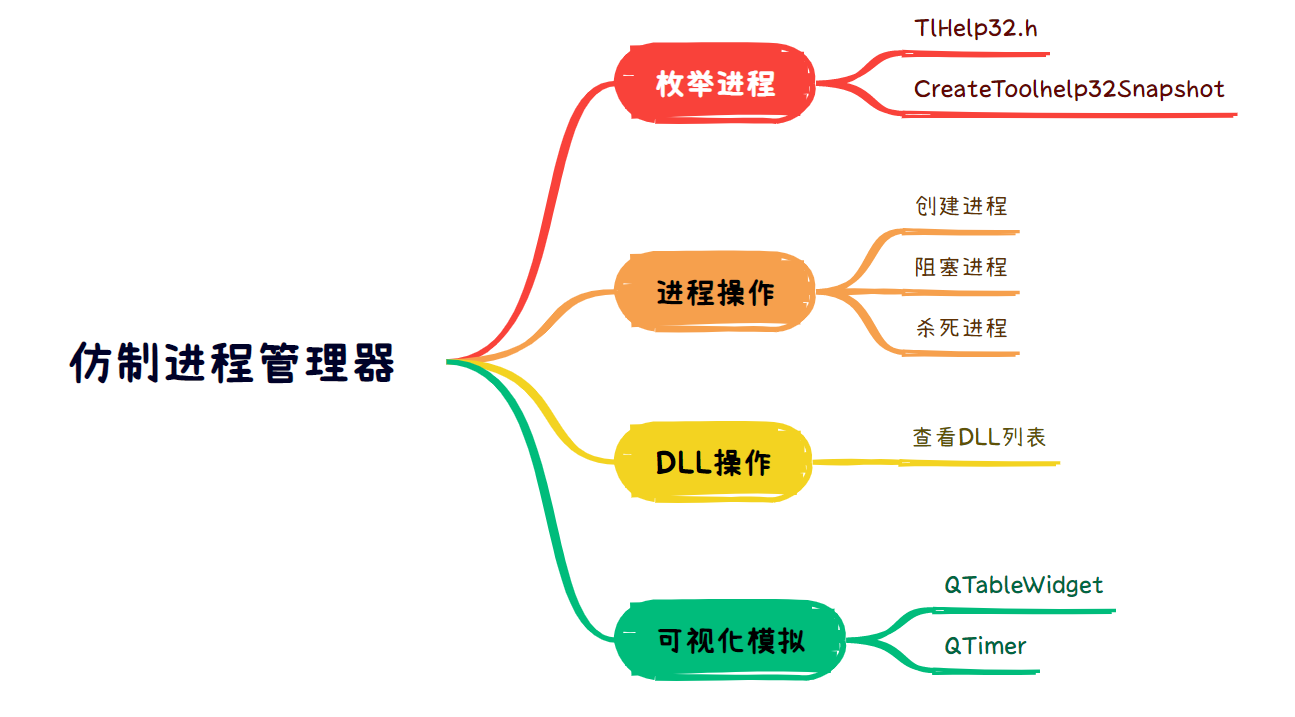 仿制进程管理器
枚举进程
TlHelp32.h
CreateToolhelp32Snapshot
进程操作
创建进程
阻塞进程
杀死进程
DLL操作
查看DLL列表
可视化模拟
QTableWidget
QTimer